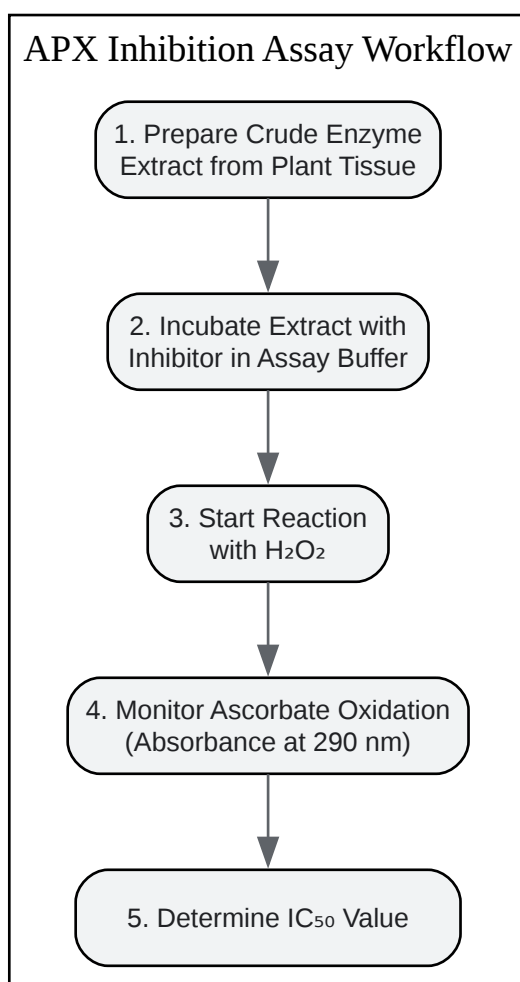 APX Inhibition Assay Workflow
1. Prepare Crude Enzyme
Extract from Plant Tissue
2. Incubate Extract with
Inhibitor in Assay Buffer
3. Start Reaction
with H₂O₂
4. Monitor Ascorbate Oxidation
(Absorbance at 290 nm)
5. Determine IC₅₀ Value